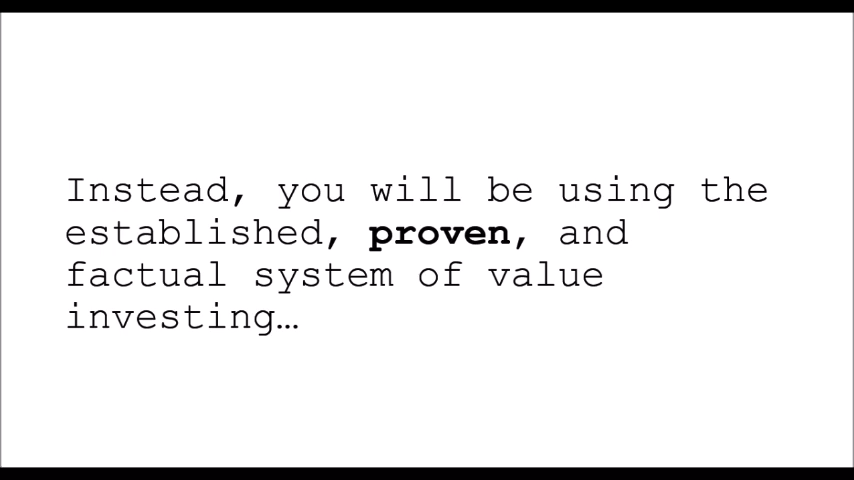 Instead, you will be using the
established, proven, and
factual system of value
investing…